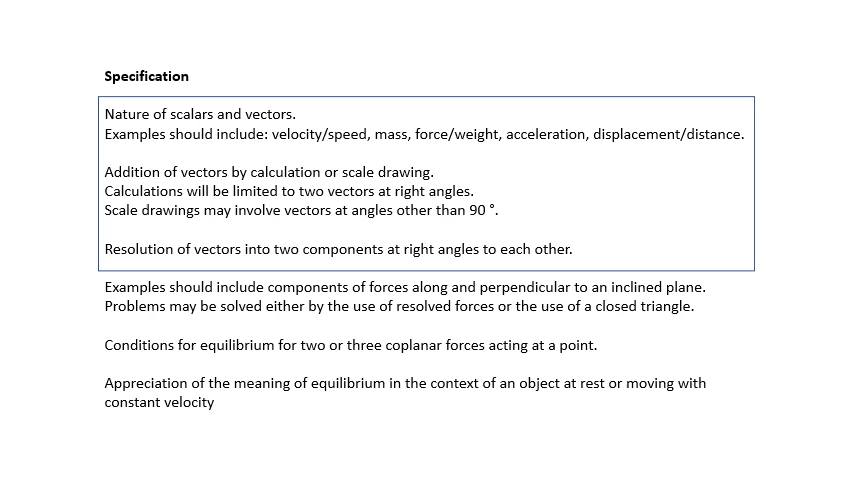 Specification
Nature of scalars and vectors.
Examples should include: velocity/speed, mass, force/weight, acceleration, displacement/distance.
Addition of vectors by calculation or scale drawing.
Calculations will be limited to two vectors at right angles.
Scale drawings may involve vectors at angles other than 90 °.
Resolution of vectors into two components at right angles to each other.
Examples should include components of forces along and perpendicular to an inclined plane.
Problems may be solved either by the use of resolved forces or the use of a closed triangle.
Conditions for equilibrium for two or three coplanar forces acting at a point.
Appreciation of the meaning of equilibrium in the context of an object at rest or moving with
constant velocity